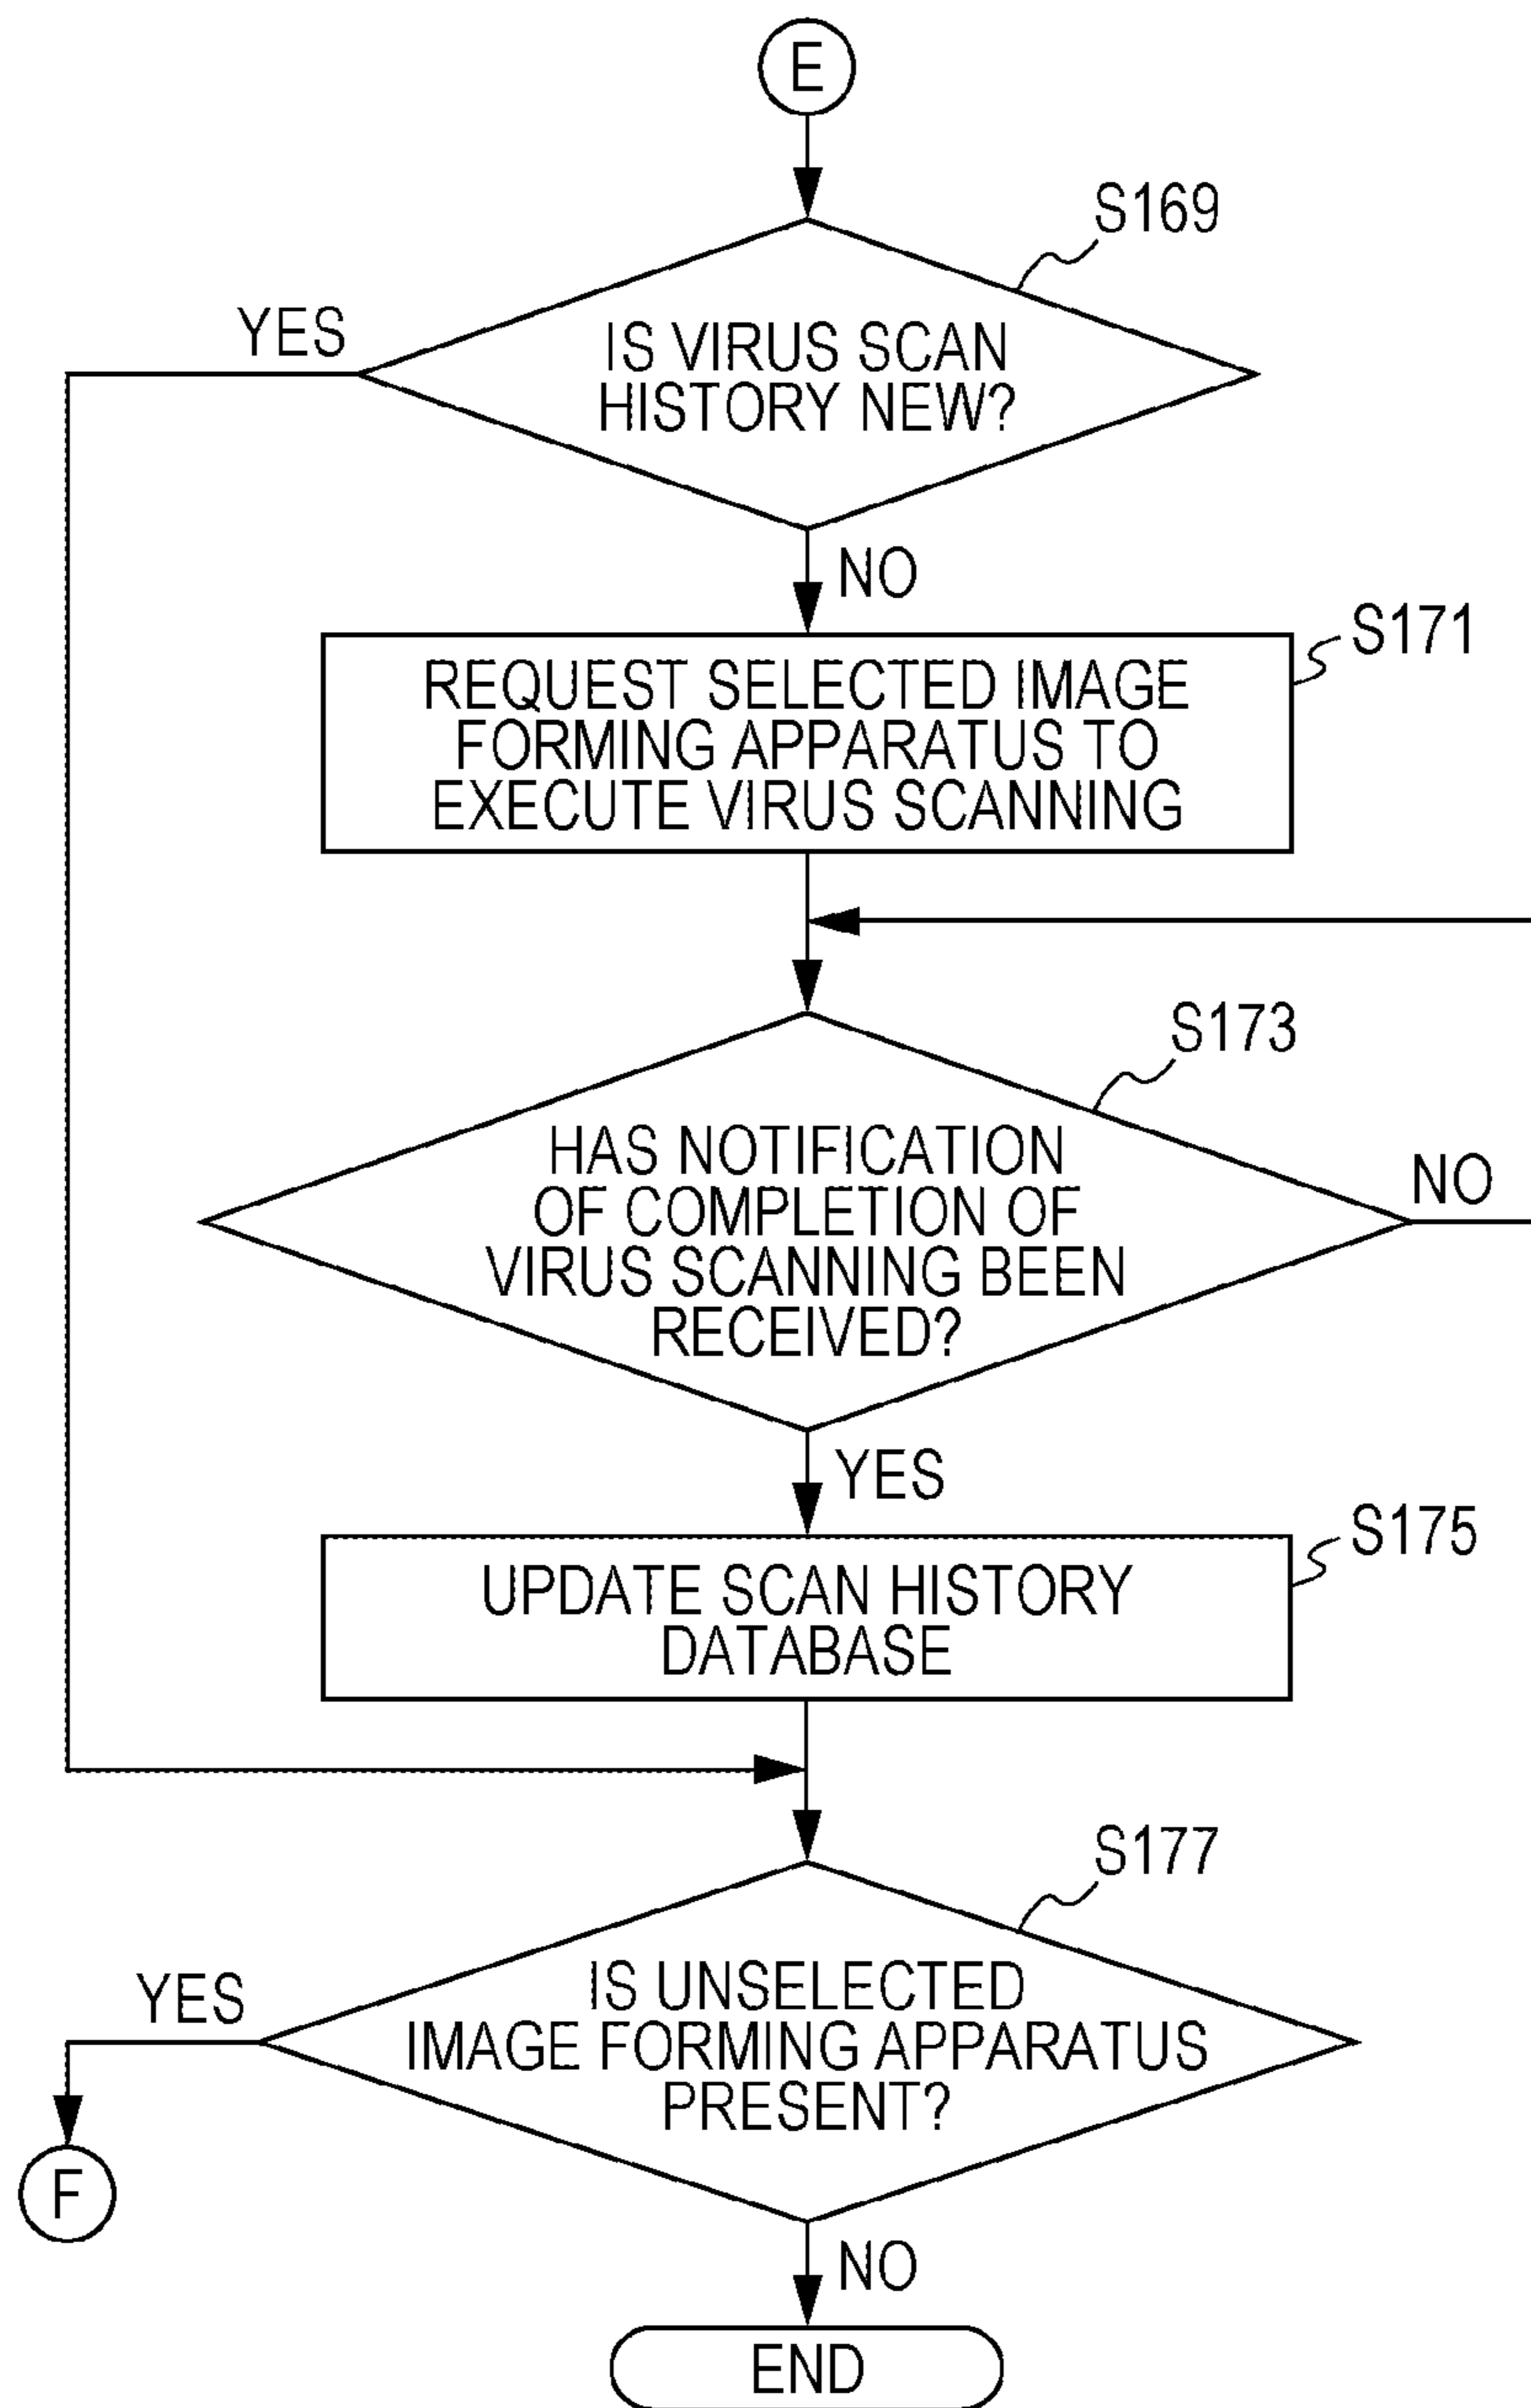 E
S169
YES
IS VIRUS SCAN
HISTORY NEW?
NO
S171
REQUEST SELECTED IMAGE
FORMING APPARATUS TO
EXECUTE VIRUS SCANNING
S173
HAS NOTIFICATION
OF COMPLETION OF
VIRUS SCANNING BEEN
RECEIVED?
NO
YES
S175
UPDATE SCAN HISTORY
DATABASE
S177
YES
IS UNSELECTED
IMAGE FORMING APPARATUS
PRESENT?
F
NO
END